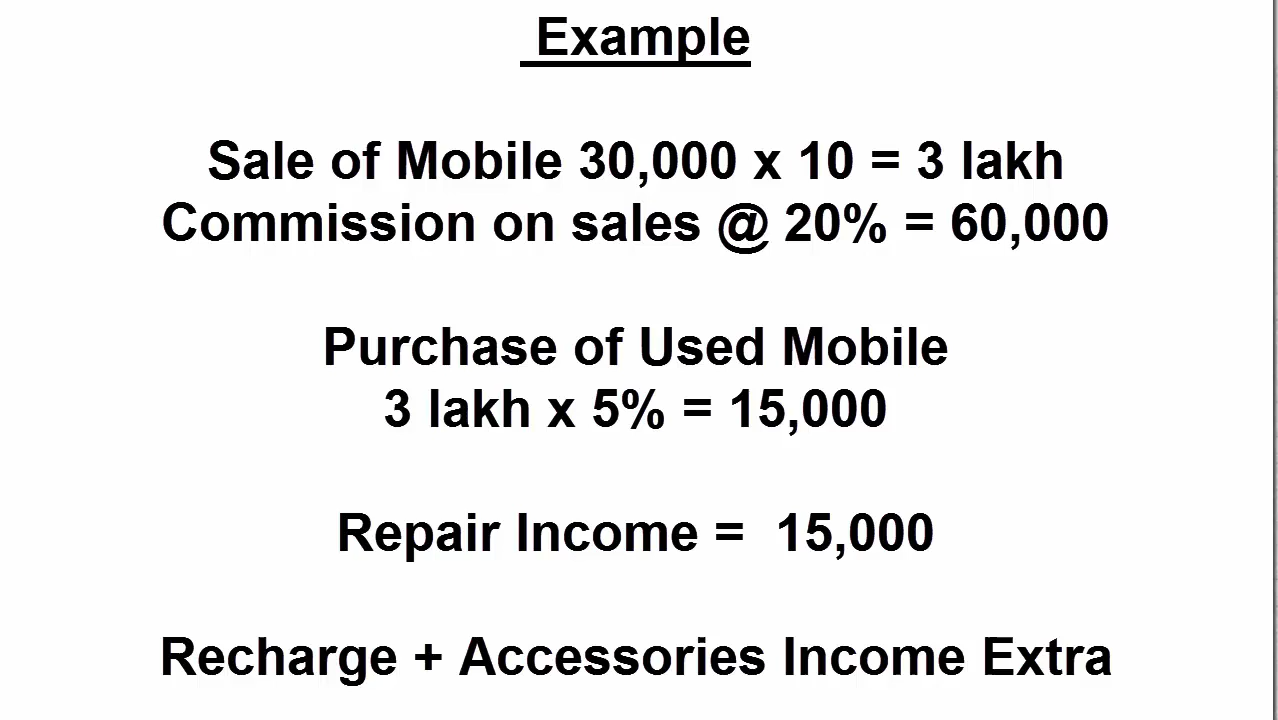 Example
Sale of Mobile 30,000 x 10 = 3 lakh
Commission on sales @ 20% = 60,000
Purchase of Used Mobile
3 lakh x 5% = 15,000
Repair Income = 15,000
Recharge + Accessories Income Extra